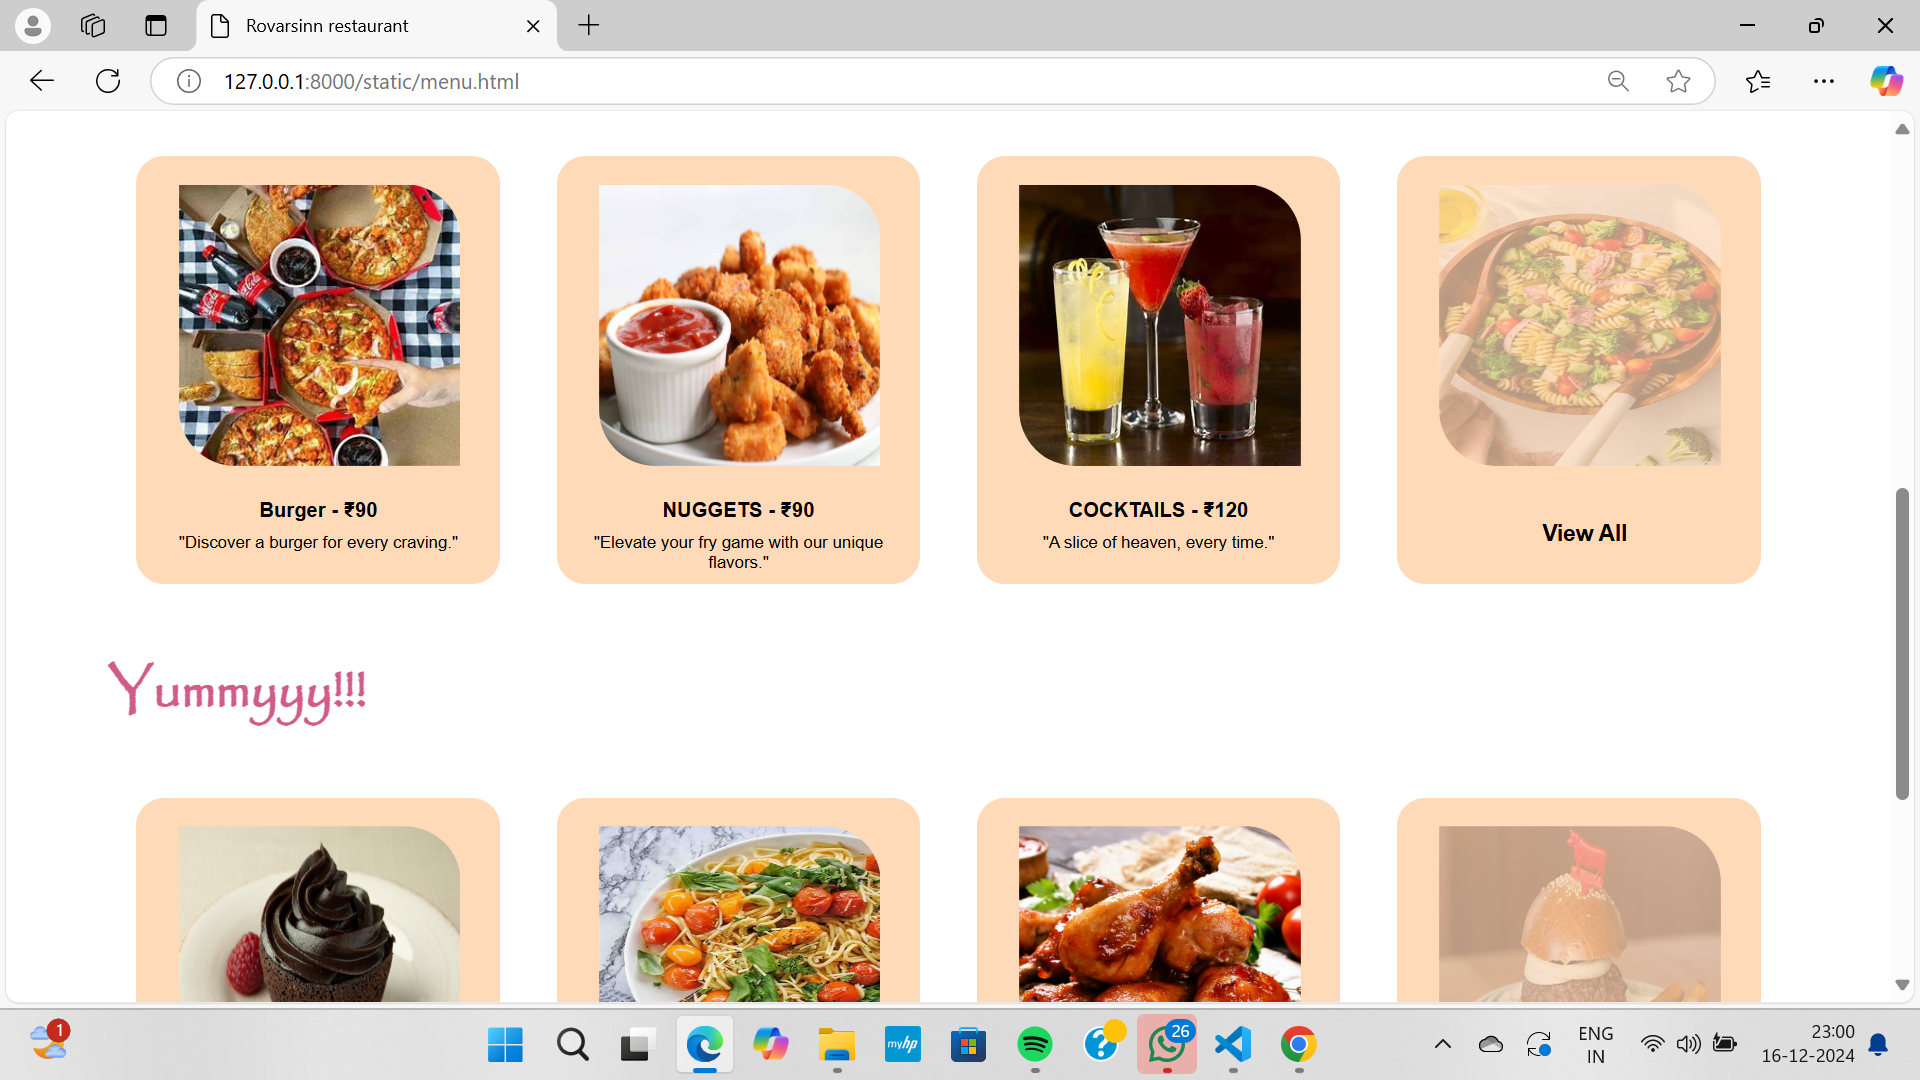 Rovarsinn restaurant
127.0.0.1:8000/static/menu.html
Burger - ₹90
"Discover a burger for every craving."
NUGGETS - ₹90
"Elevate your fry game with our unique
flavors."
COCKTAILS - ₹120
"A slice of heaven, every time."
View All
Yummyyy!!!
1
myhp
26
ENG
IN
23:00
16-12-2024